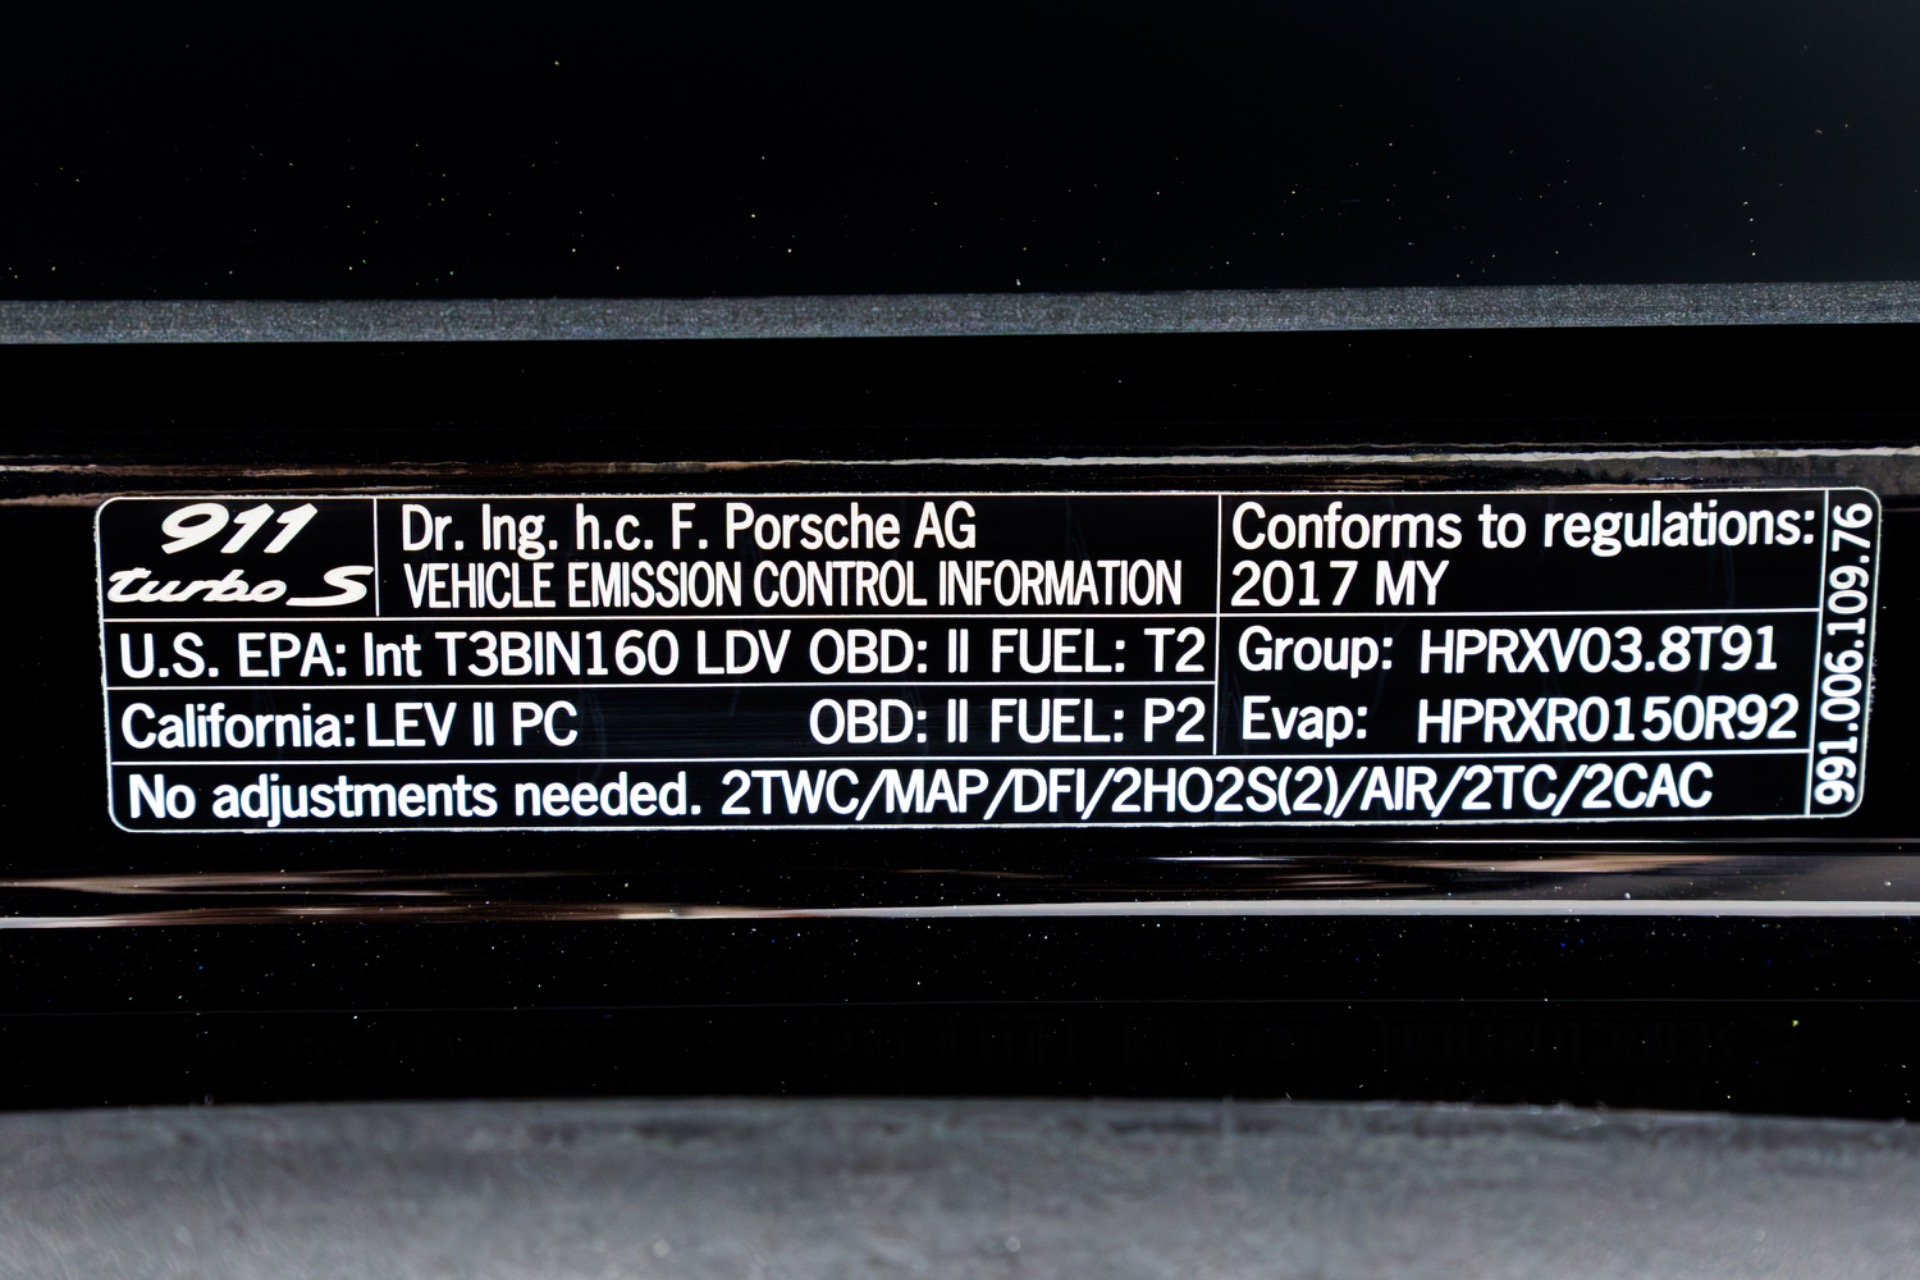 911
turbo S
Dr. Ing. h.c. F. Porsche AG
VEHICLE EMISSION CONTROL INFORMATION
Conforms to regulations:
2017 MY
U.S. EPA: Int T3BIN160 LDV OBD: II FUEL: T2
Group: HPRXV03.8T91
California: LEV II PC OBD: II FUEL: P2
Evap: HPRXR0150R92
No adjustments needed. 2TWC/MAP/DFI/2HO2S(2)/AIR/2TC/2CAC
991.006.109.76